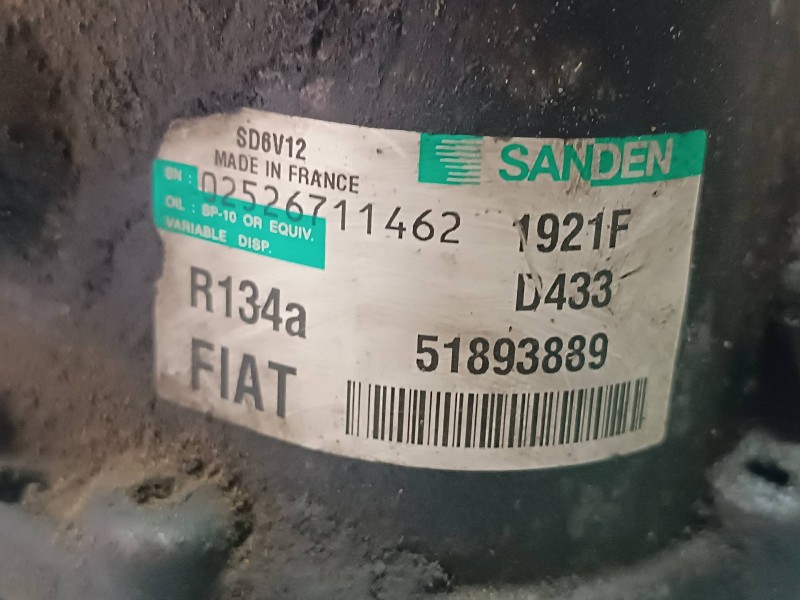 SD6V12
MADE IN FRANCE
SANDEN
SN : 02526711462
OIL : SP-10 OR EQUIV.
VARIABLE DISP.
1921F
R134a
D433
FIAT
51893889